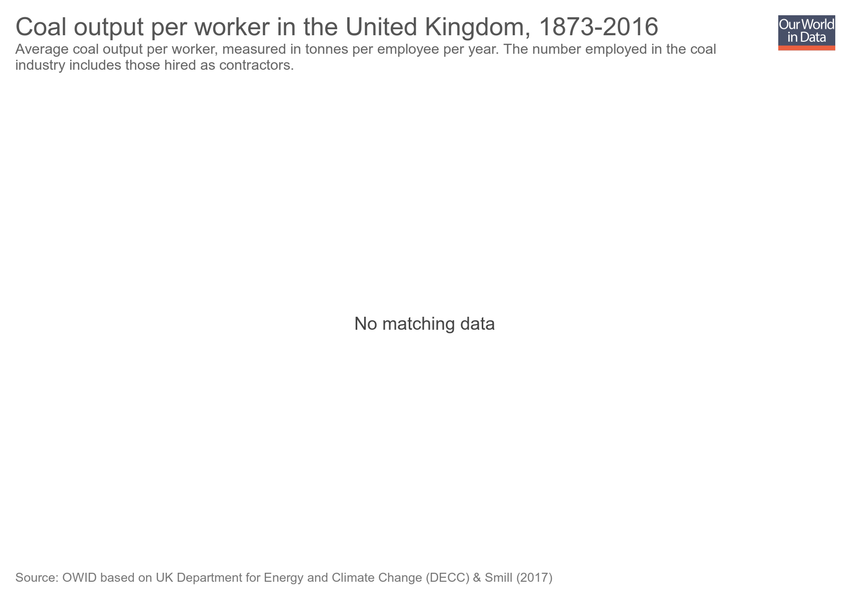 Coal output per worker in the United Kingdom, 1873-2016
Our World
in Data
Average coal output per worker, measured in tonnes per employee per year. The number employed in the coal
industry includes those hired as contractors.
No matching data
Source: OWID based on UK Department for Energy and Climate Change (DECC) & Smill (2017)